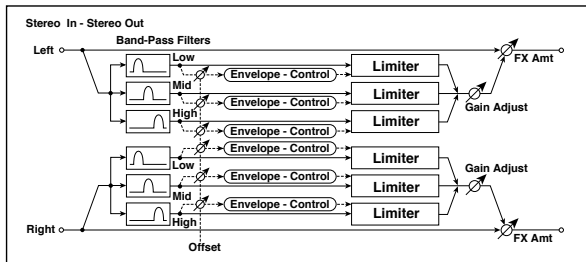 Stereo In - Stereo Out
Band-Pass Filters
Left
FX Amt
Low
Envelope - Control
Limiter
Mid
Envelope - Control
Limiter
Gain Adjust
High
Envelope - Control
Limiter
Envelope - Control
Limiter
Low
Gain Adjust
Envelope - Control
Limiter
Mid
Envelope - Control
Limiter
High
Right
Offset
FX Amt